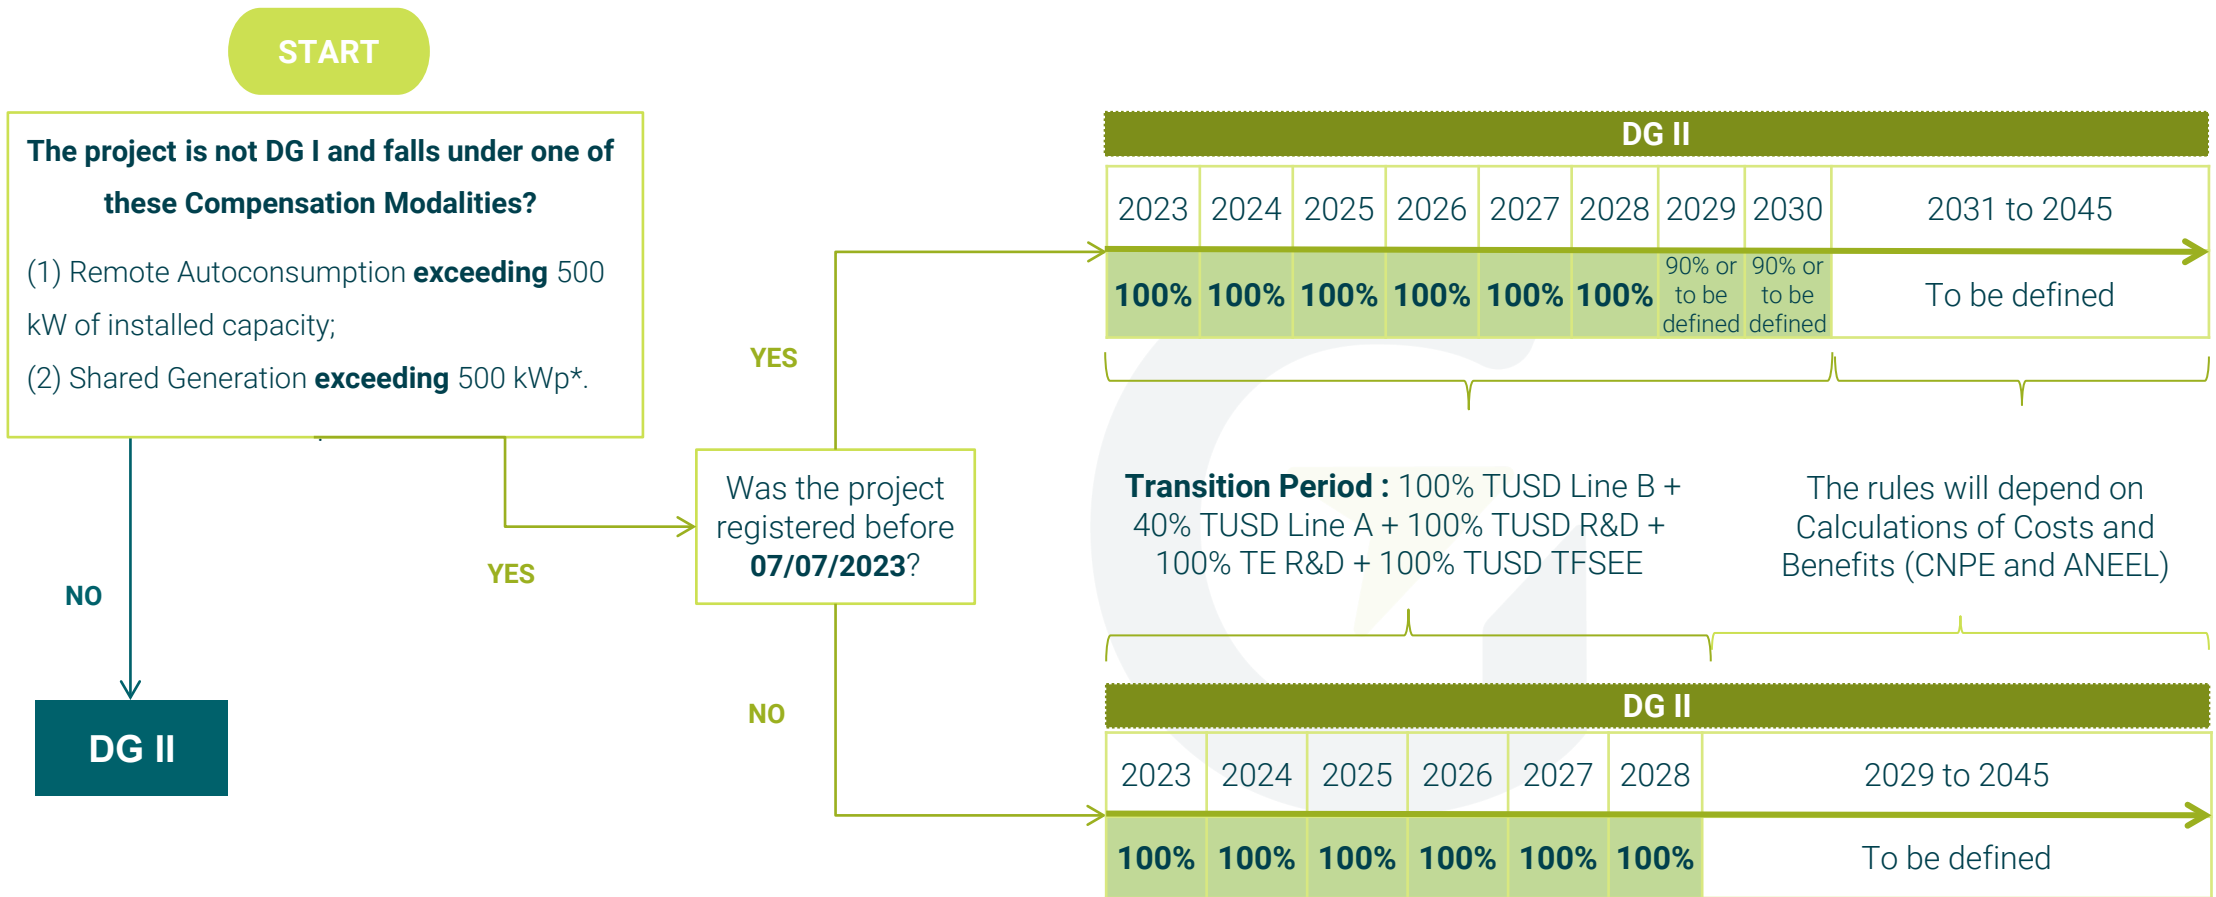 START
The project is not DG I and falls under one of
these Compensation Modalities?
(1) Remote Autoconsumption exceeding 500
kW of installed capacity;
(2) Shared Generation exceeding 500 kWp*.
NO
DG II
YES
Was the project
registered before
07/07/2023?
YES
NO
DG II
2023 2024 2025 2026 2027 2028 2029 2030 2031 to 2045
100% 100% 100% 100% 100% 100%
90% or
to be
defined
90% or
to be
defined
To be defined
Transition Period : 100% TUSD Line B +
40% TUSD Line A + 100% TUSD R&D +
100% TE R&D + 100% TUSD TFSEE
The rules will depend on
Calculations of Costs and
Benefits (CNPE and ANEEL)
DG II
2023 2024 2025 2026 2027 2028 2029 to 2045
100% 100% 100% 100% 100% 100% To be defined